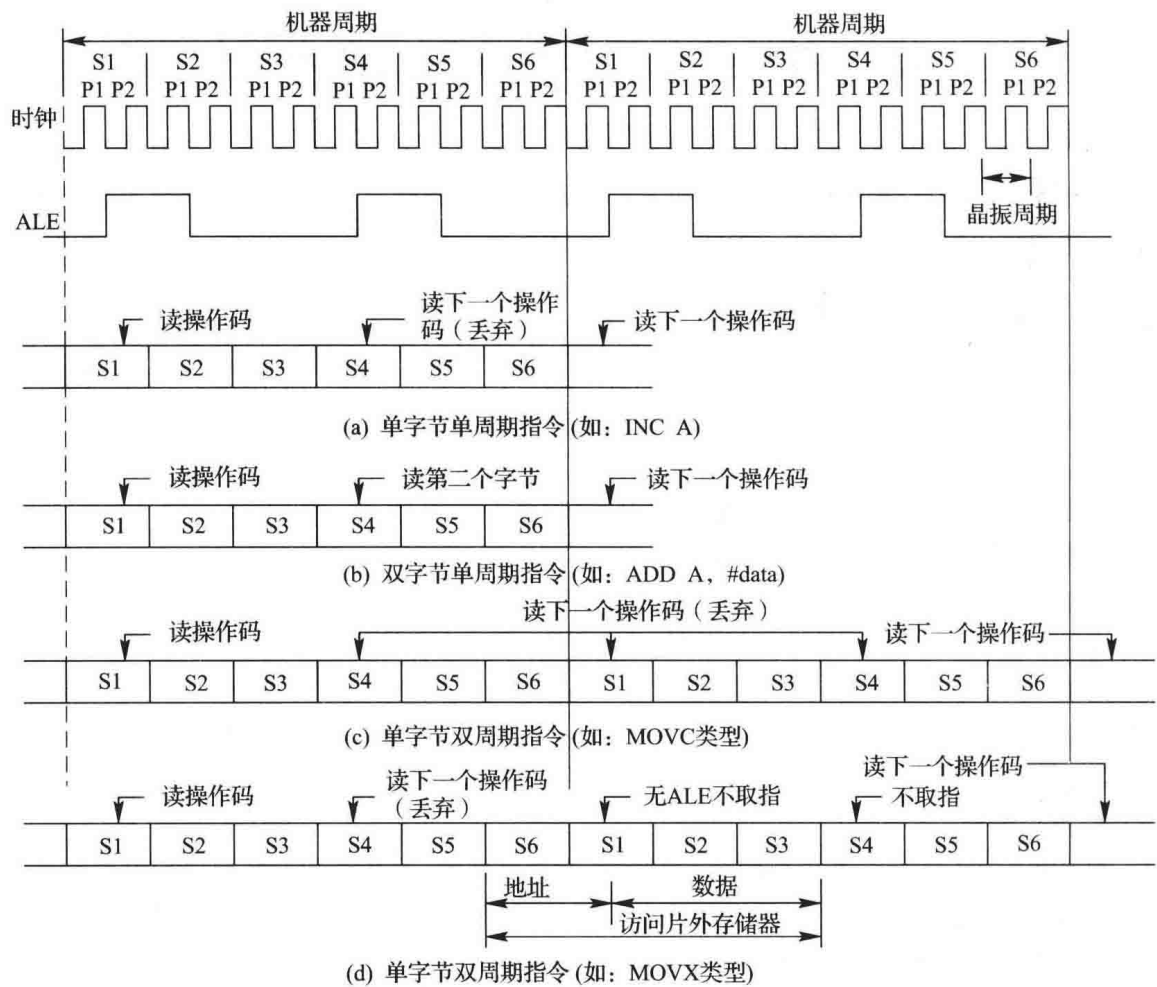 机器周期 机器周期
S1 S2 S3 S4 S5 S6 S1 S2 S3 S4 S5 S6
P1 P2 P1 P2 P1 P2 P1 P2 P1 P2 P1 P2 P1 P2 P1 P2 P1 P2 P1 P2 P1 P2 P1 P2
时钟
晶振周期
ALE
读操作码
读下一个操作
码（丢弃）
读下一个操作码
S1 S2 S3 S4 S5 S6
(a) 单字节单周期指令(如：INC A)
读操作码 读第二个字节 读下一个操作码
S1 S2 S3 S4 S5 S6
(b) 双字节单周期指令(如：ADD A，#data)
读下一个操作码（丢弃）
读操作码 读下一个操作码
S1 S2 S3 S4 S5 S6 S1 S2 S3 S4 S5 S6
(c) 单字节双周期指令(如：MOVC类型)
读下一个操作码
读操作码
读下一个操作码
（丢弃）
无ALE不取指 不取指
S1 S2 S3 S4 S5 S6 S1 S2 S3 S4 S5 S6
地址 数据
访问片外存储器
(d) 单字节双周期指令(如：MOVX类型)